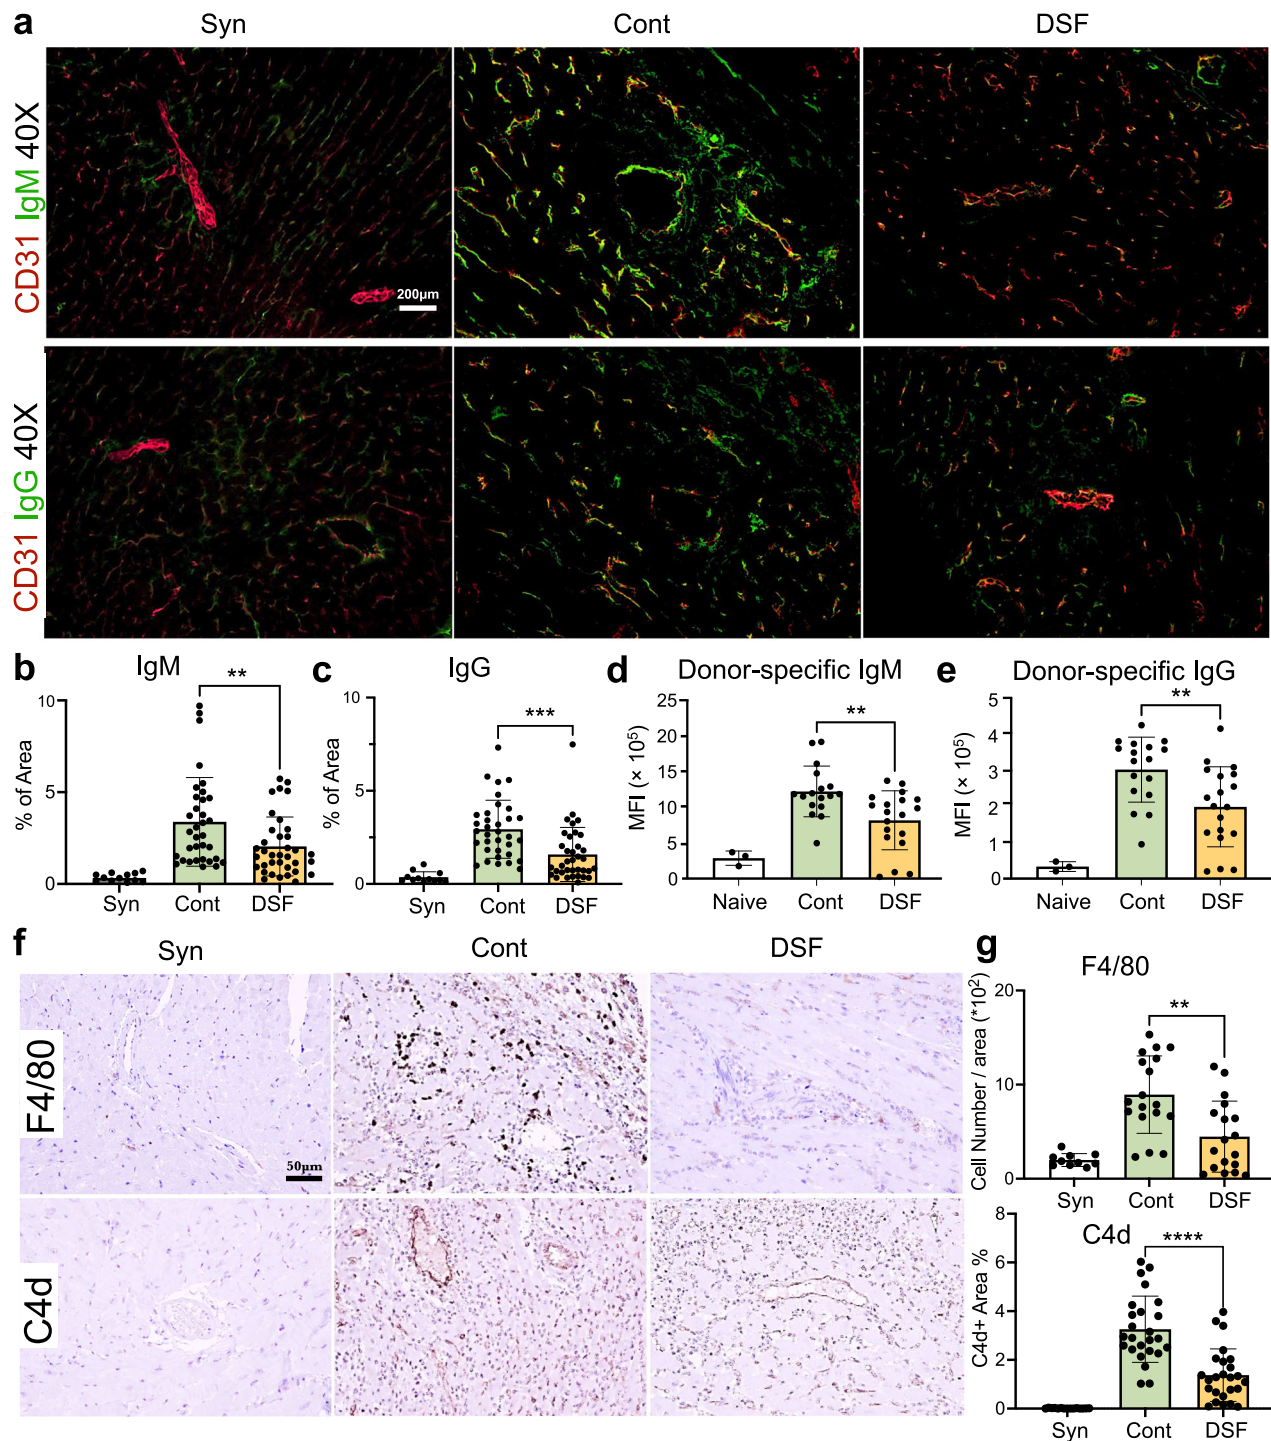 a
Syn
Cont
DSF
CD31 IgM 40X
200μm
CD31 IgG 40X
b
IgM
**
% of Area
10
5
0
Syn
Cont
DSF
c
IgG
***
% of Area
10
5
0
Syn
Cont
DSF
d
Donor-specific IgM
**
MFI (× 10⁵)
25
20
15
10
5
0
Naive
Cont
DSF
e
Donor-specific IgG
**
MFI (× 10⁵)
5
4
3
2
1
0
Naive
Cont
DSF
f
Syn
Cont
DSF
F4/80
50μm
C4d
g
F4/80
**
Cell Number / area (*10²)
20
10
0
Syn
Cont
DSF
C4d
****
C4d+ Area %
8
6
4
2
0
Syn
Cont
DSF